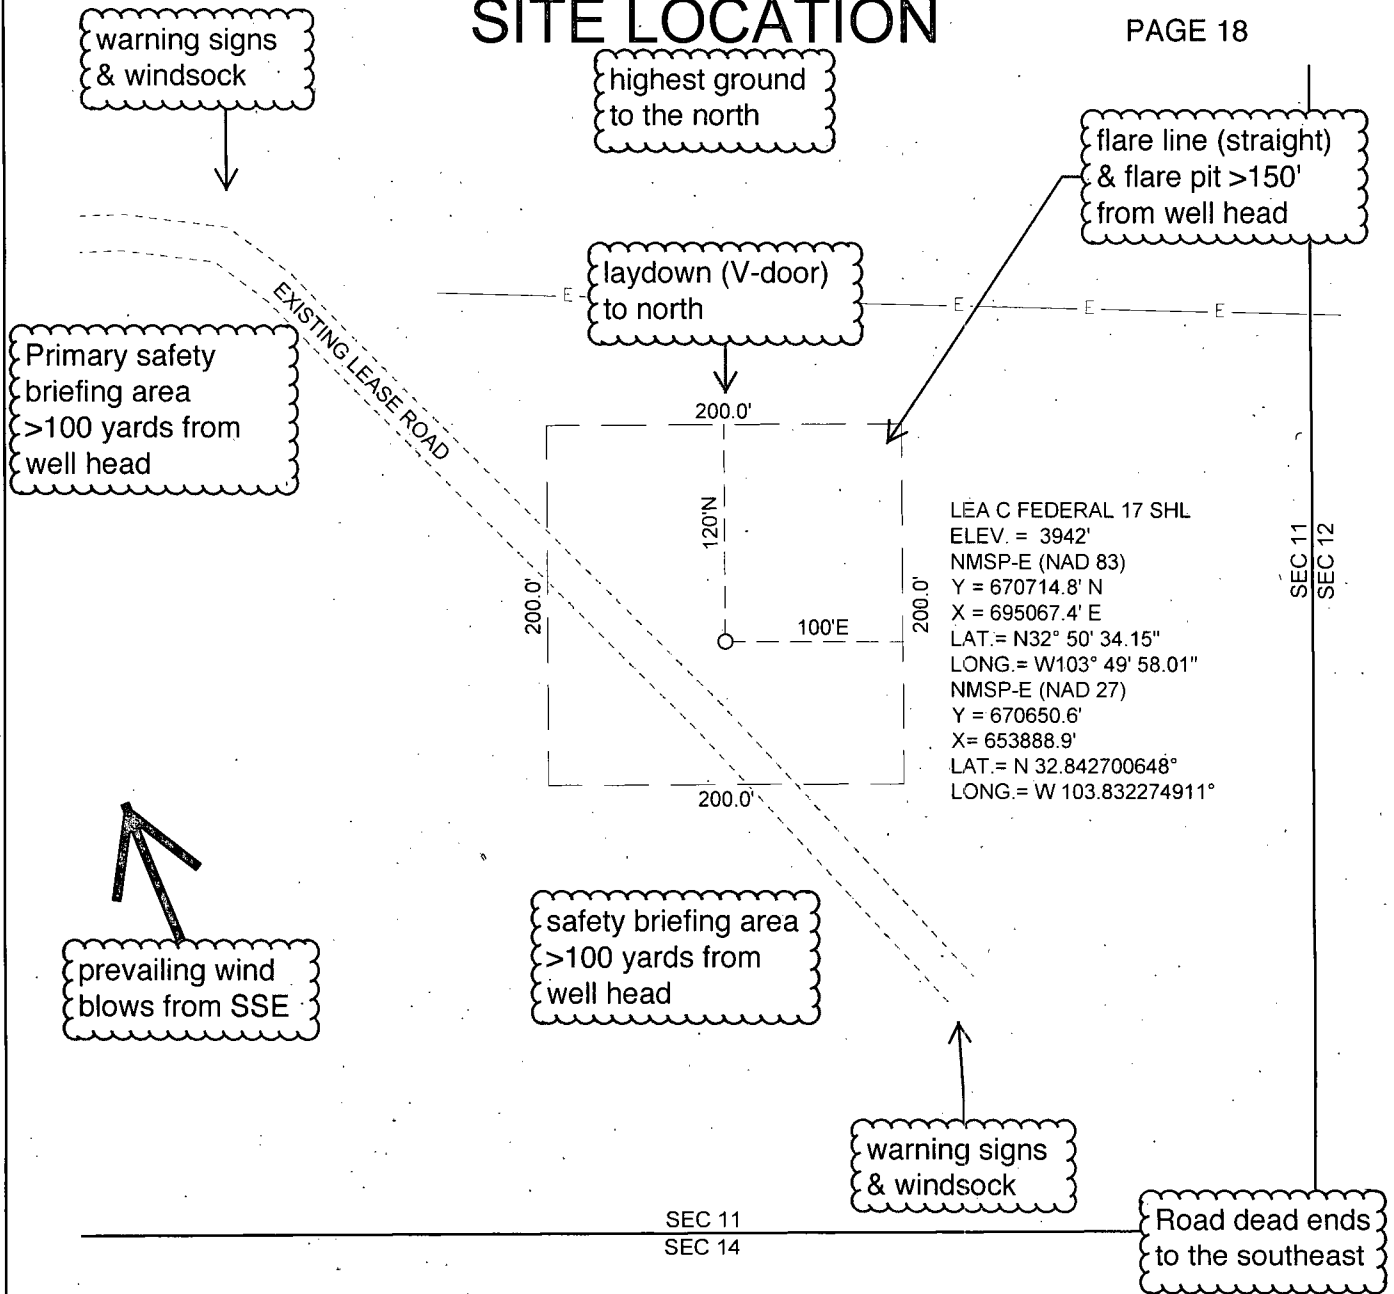 SITE LOCATION
PAGE 18
warning signs
& windsock
highest ground
to the north
flare line (straight)
& flare pit >150'
from well head
laydown (V-door)
to north
E
E
E
E
EXISTING LEASE ROAD
Primary safety
briefing area
>100 yards from
well head
200.0'
120'N
100'E
200.0'
200.0'
200.0'
LEA C FEDERAL 17 SHL
ELEV. = 3942'
NMSP-E (NAD 83)
Y = 670714.8' N
X = 695067.4' E
LAT.= N32° 50' 34.15"
LONG.= W103° 49' 58.01"
NMSP-E (NAD 27)
Y = 670650.6'
X= 653888.9'
LAT.= N 32.842700648°
LONG.= W 103.832274911°
SEC 11
SEC 12
prevailing wind
blows from SSE
safety briefing area
>100 yards from
well head
warning signs
& windsock
SEC 11
SEC 14
Road dead ends
to the southeast